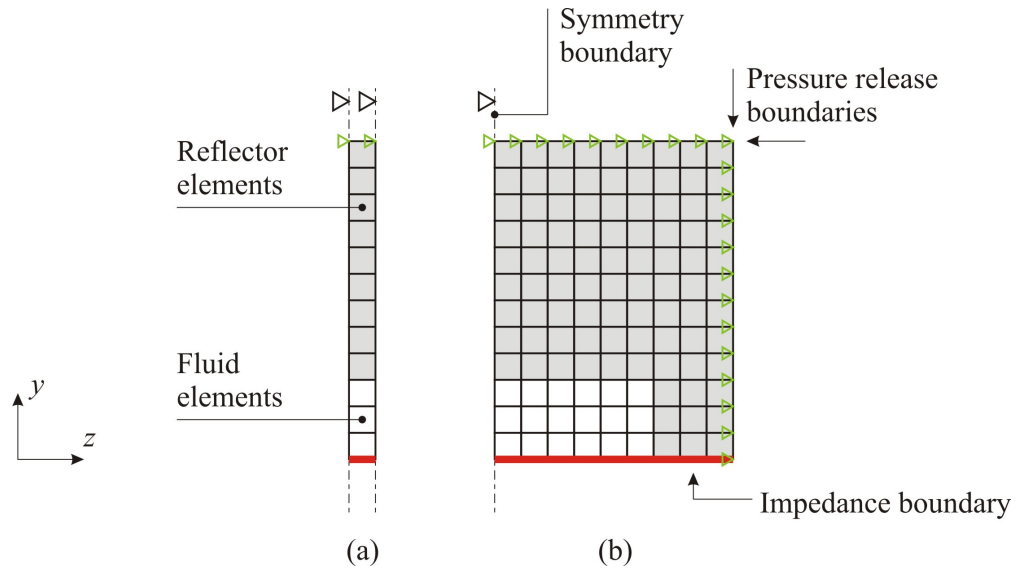 Symmetry
boundary
Pressure release
boundaries
Reflector
elements
Fluid
elements
y
z
Impedance boundary
(a)
(b)